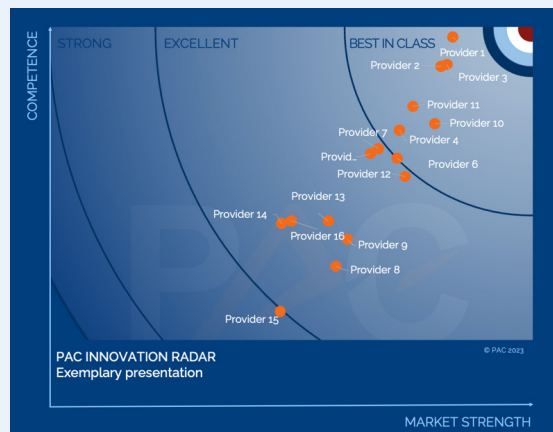 STRONG
EXCELLENT
BEST IN CLASS
COMPETENCE
Provider 1
Provider 2
Provider 3
Provider 11
Provider 10
Provider 7
Provider 4
Provid...
Provider 6
Provider 12
Provider 13
Provider 14
Provider 16
Provider 9
Provider 8
Provider 15
PAC
© PAC 2023
PAC INNOVATION RADAR
Exemplary presentation
MARKET STRENGTH